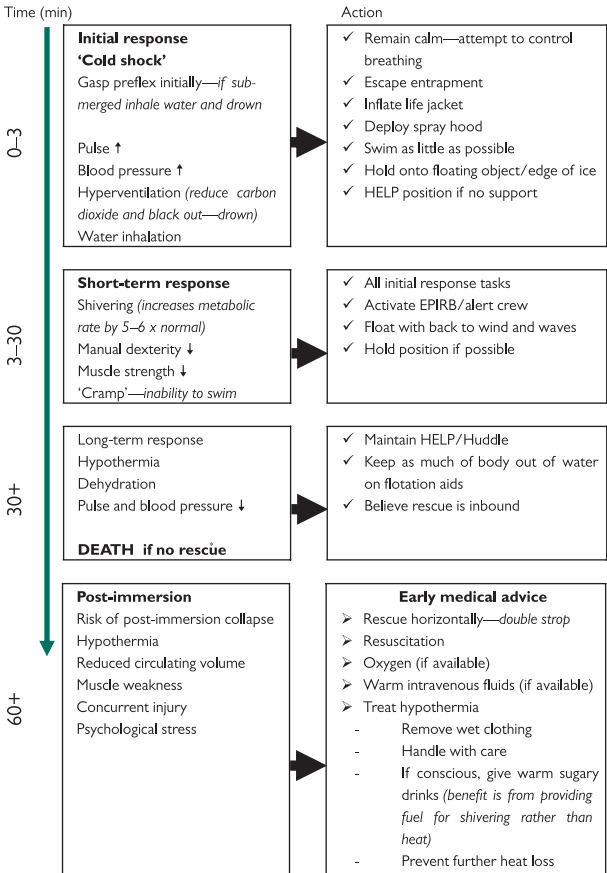 Time (min)
Action
0–3
Initial response
‘Cold shock’
Gasp preflex initially—if sub-
merged inhale water and drown
Pulse ↑
Blood pressure ↑
Hyperventilation (reduce carbon
dioxide and black out—drown)
Water inhalation
✓ Remain calm—attempt to control
breathing
✓ Escape entrapment
✓ Inflate life jacket
✓ Deploy spray hood
✓ Swim as little as possible
✓ Hold onto floating object/edge of ice
✓ HELP position if no support
3–30
Short-term response
Shivering (increases metabolic
rate by 5–6 x normal)
Manual dexterity ↓
Muscle strength ↓
‘Cramp’—inability to swim
✓ All initial response tasks
✓ Activate EPIRB/alert crew
✓ Float with back to wind and waves
✓ Hold position if possible
30+
Long-term response
Hypothermia
Dehydration
Pulse and blood pressure ↓
DEATH if no rescue
✓ Maintain HELP/Huddle
✓ Keep as much of body out of water
on flotation aids
✓ Believe rescue is inbound
60+
Post-immersion
Risk of post-immersion collapse
Hypothermia
Reduced circulating volume
Muscle weakness
Concurrent injury
Psychological stress
Early medical advice
➢ Rescue horizontally—double strop
➢ Resuscitation
➢ Oxygen (if available)
➢ Warm intravenous fluids (if available)
➢ Treat hypothermia
- Remove wet clothing
- Handle with care
- If conscious, give warm sugary
drinks (benefit is from providing
fuel for shivering rather than
heat)
- Prevent further heat loss